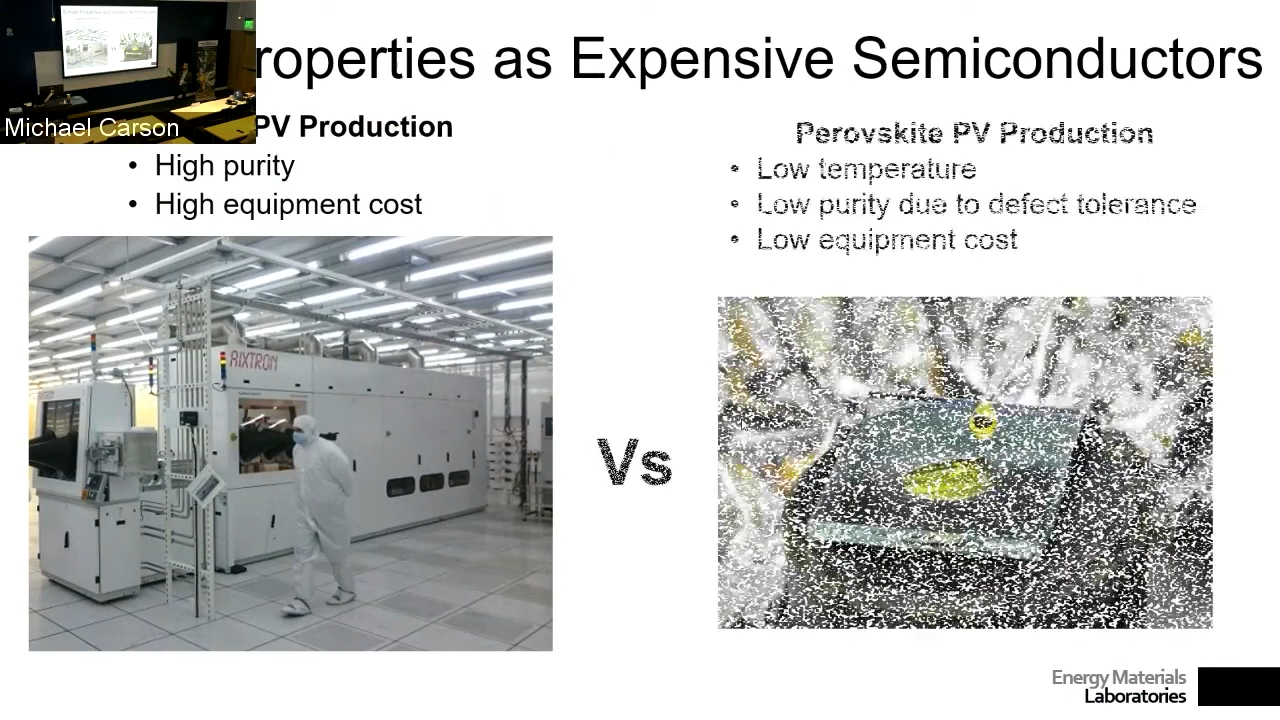 roperties as Expensive Semiconductors
Michael Carson
PV Production
• High purity
• High equipment cost
Perovskite PV Production
• Low temperature
• Low purity due to defect tolerance
• Low equipment cost
AIXTRON
Vs
Energy Materials
Laboratories